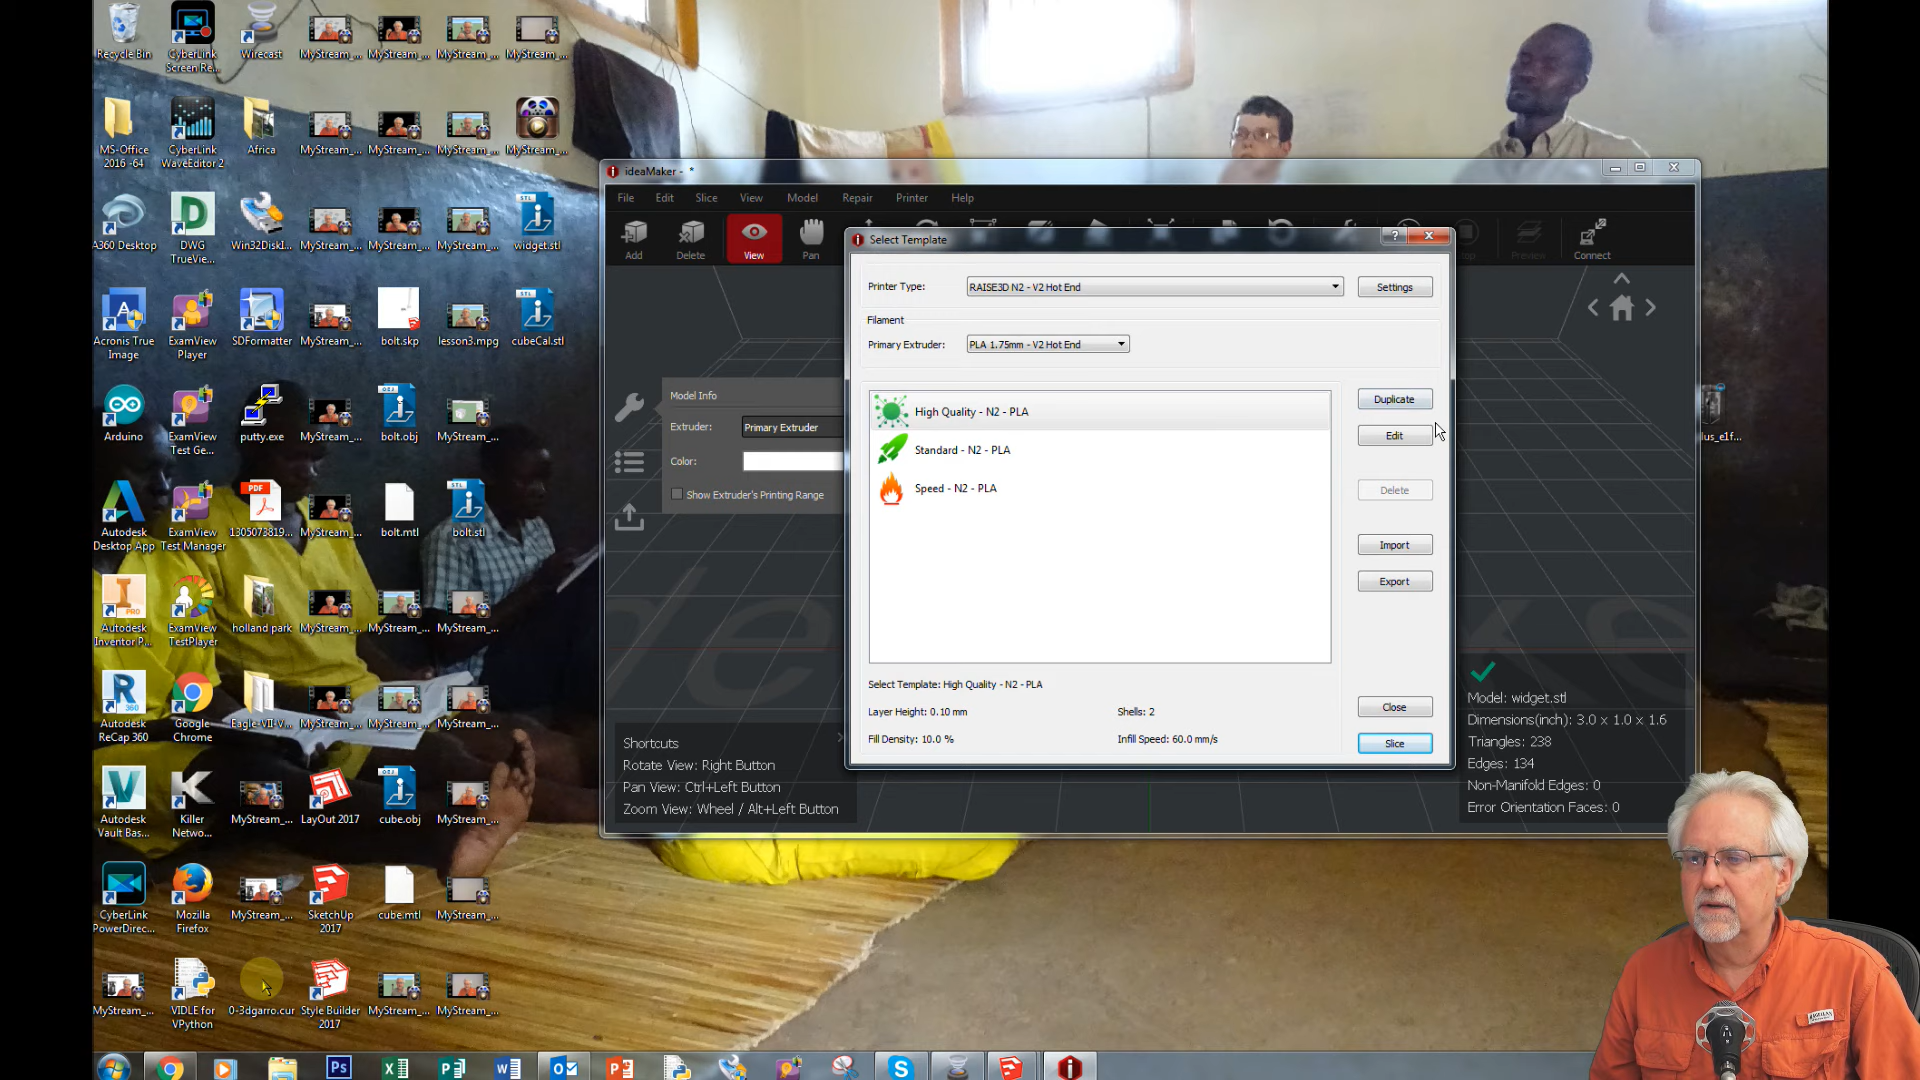 Recycle Bin
CyberLink Screen Re...
Wirecast
MyStream_...
MyStream_...
MyStream_...
MyStream_...
MS-Office 2016 -64
CyberLink WaveEditor 2
Africa
MyStream_...
MyStream_...
MyStream_...
MyStream_...
A360 Desktop
DWG TrueVie...
Win32DiskI...
MyStream_...
MyStream_...
MyStream_...
widget.stl
Acronis True Image
ExamView Player
SDFormatter
MyStream_...
bolt.skp
lesson3.mpg
cubeCal.stl
Arduino
ExamView Test Ge...
putty.exe
MyStream_...
bolt.obj
MyStream_...
Autodesk Desktop App
ExamView Test Manager
1305073819...
MyStream_...
bolt.mtl
bolt.stl
Autodesk Inventor P...
ExamView TestPlayer
holland park
MyStream_...
MyStream_...
MyStream_...
Autodesk ReCap 360
Google Chrome
Eagle-VII-V...
MyStream_...
MyStream_...
MyStream_...
Autodesk Vault Bas...
Killer Netwo...
MyStream_...
LayOut 2017
cube.obj
MyStream_...
CyberLink PowerDirec...
Mozilla Firefox
MyStream_...
SketchUp 2017
cube.mtl
MyStream_...
MyStream_...
VIDLE for VPython
0-3dgarro.cur
Style Builder 2017
MyStream_...
MyStream_...
ideaMaker - *
File Edit Slice View Model Repair Printer Help
Add Delete View Pan Connect
Model Info
Extruder: Primary Extruder
Color:
Show Extruder's Printing Range
Shortcuts
Rotate View: Right Button
Pan View: Ctrl+Left Button
Zoom View: Wheel / Alt+Left Button
Select Template
Printer Type: RAISE3D N2 - V2 Hot End Settings
Filament
Primary Extruder: PLA 1.75mm - V2 Hot End
High Quality - N2 - PLA
Standard - N2 - PLA
Speed - N2 - PLA
Duplicate
Edit
Delete
Import
Export
Close
Slice
Select Template: High Quality - N2 - PLA
Layer Height: 0.10 mm Shells: 2
Fill Density: 10.0 % Infill Speed: 60.0 mm/s
Model: widget.stl
Dimensions(inch): 3.0 x 1.0 x 1.6
Triangles: 238
Edges: 134
Non-Manifold Edges: 0
Error Orientation Faces: 0